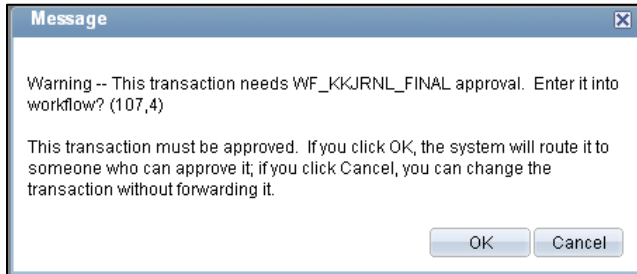 Message
Warning -- This transaction needs WF_KKJRNL_FINAL approval.  Enter it into
workflow? (107,4)
This transaction must be approved.  If you click OK, the system will route it to
someone who can approve it; if you click Cancel, you can change the
transaction without forwarding it.
OK Cancel